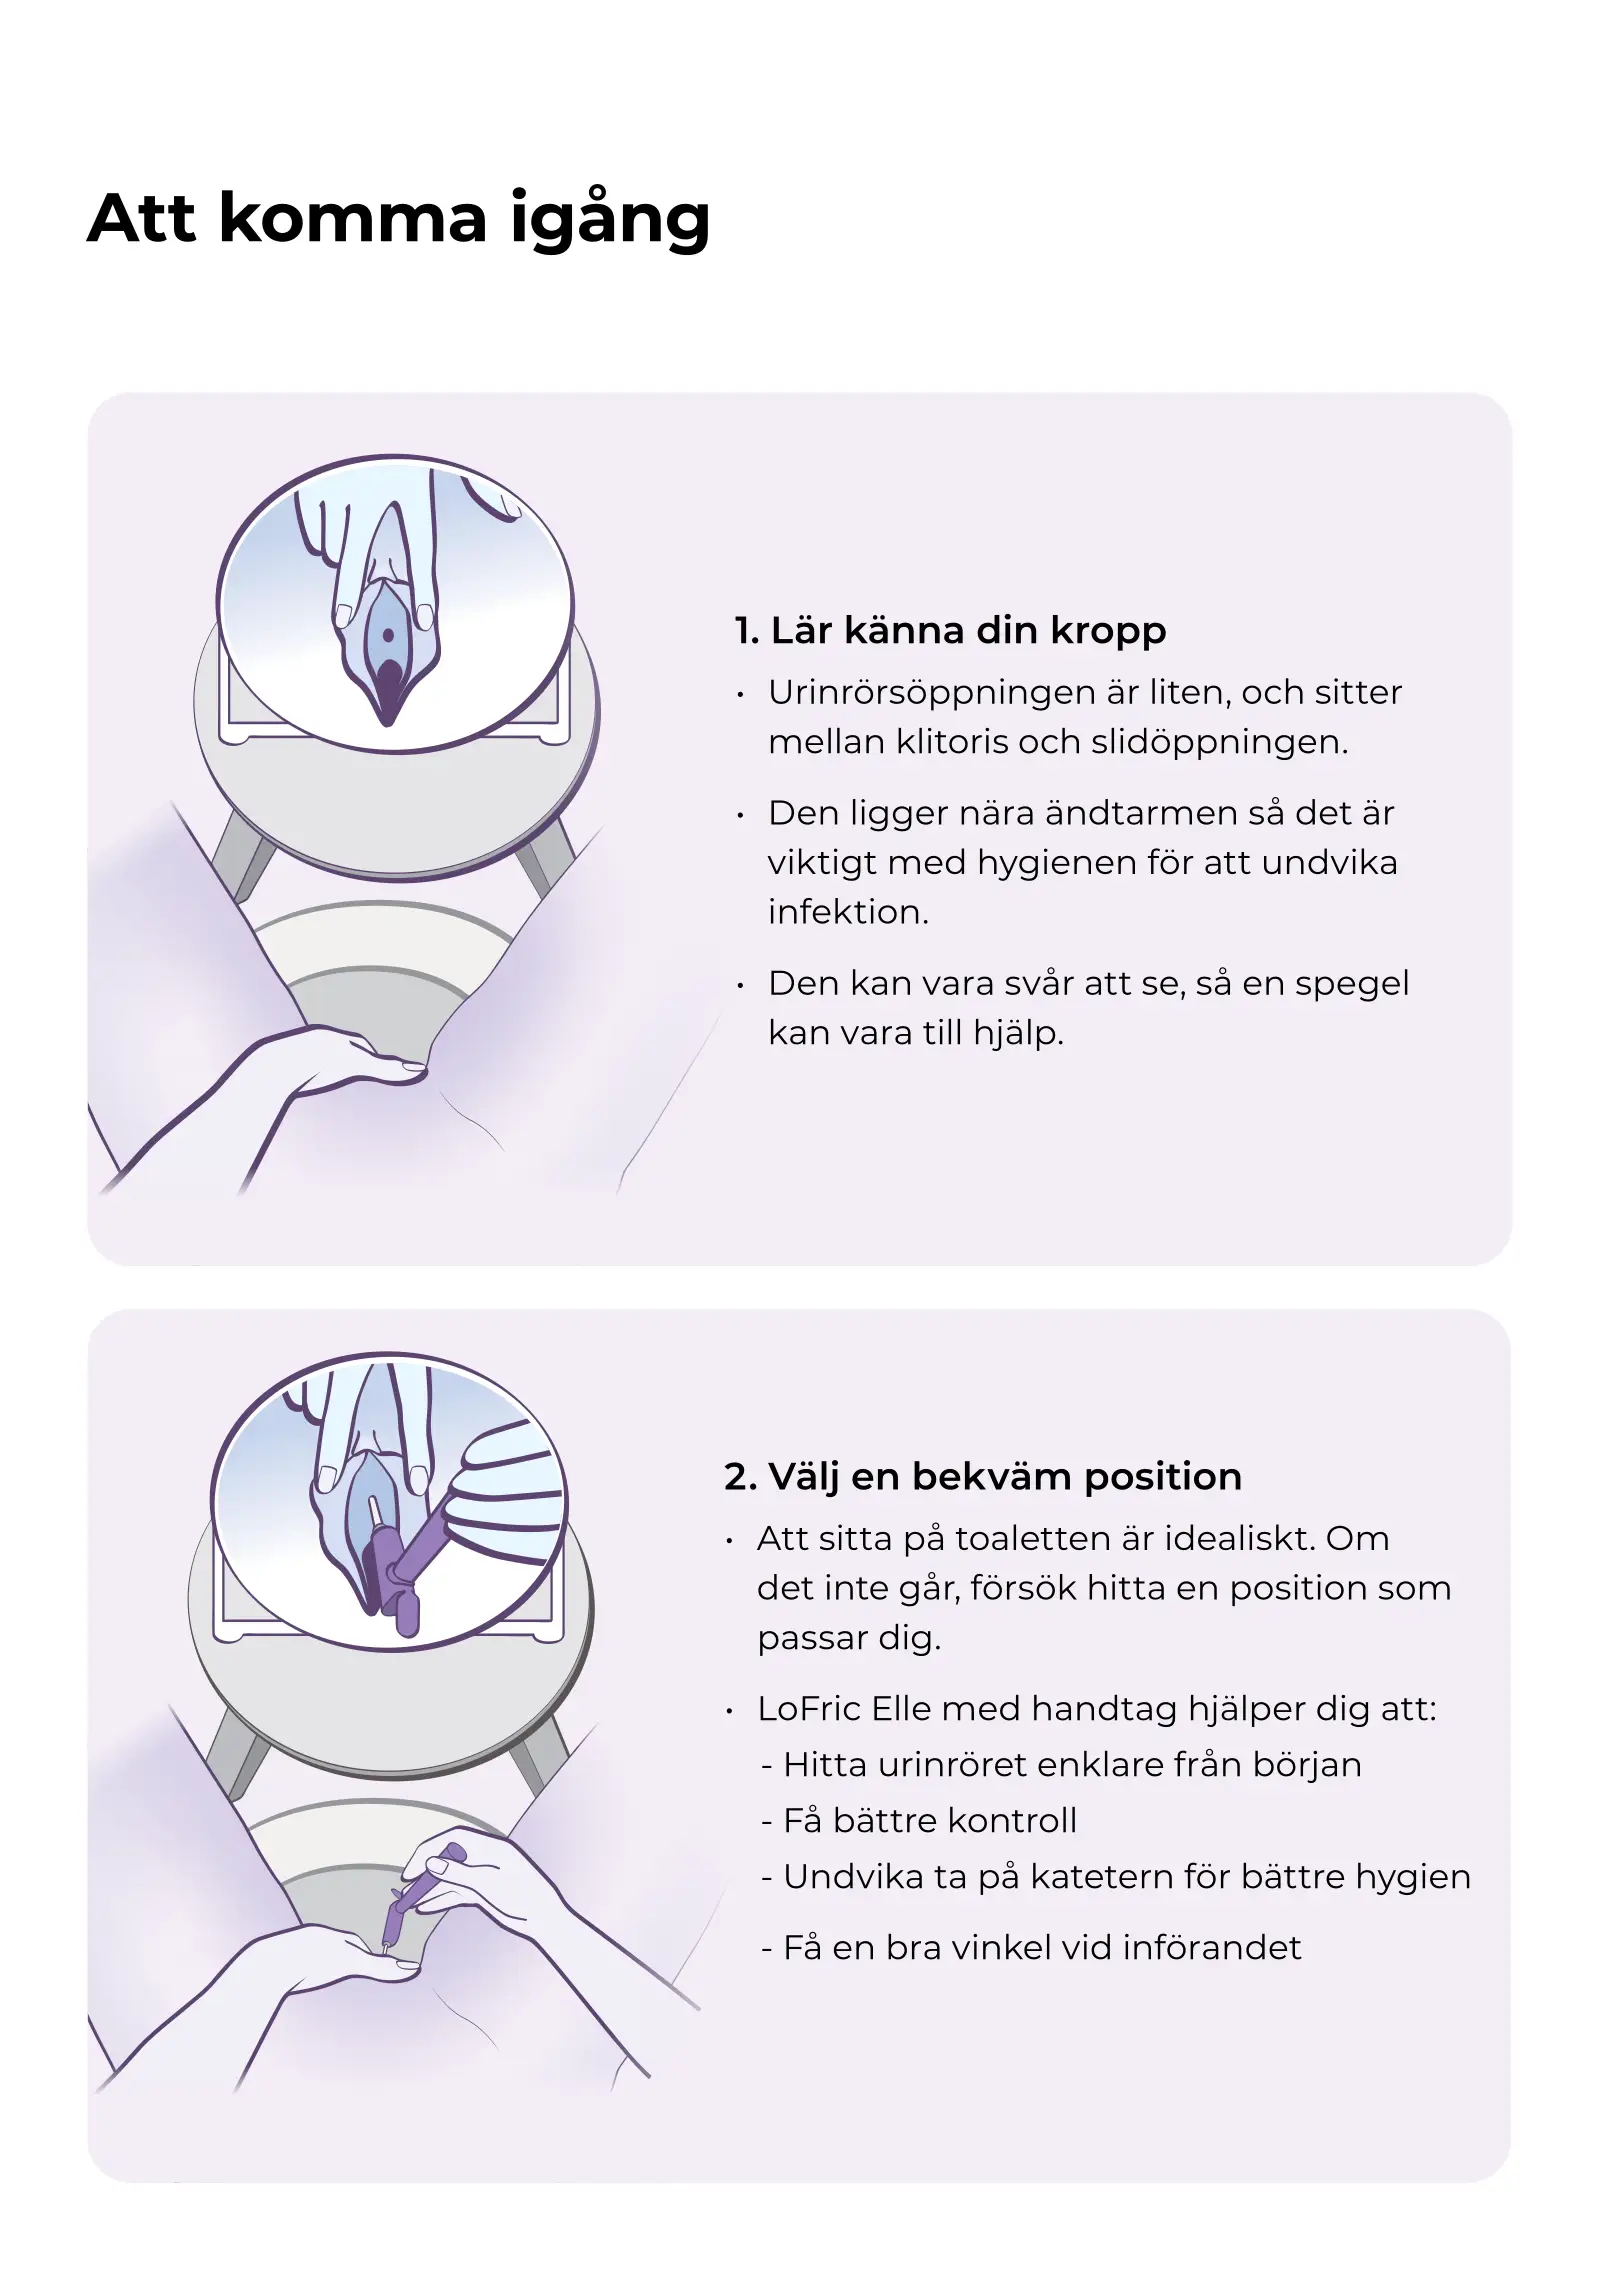 Att komma igång
1. Lär känna din kropp
• Urinrörsöppningen är liten, och sitter
mellan klitoris och slidöppningen.
• Den ligger nära ändtarmen så det är
viktigt med hygienen för att undvika
infektion.
• Den kan vara svår att se, så en spegel
kan vara till hjälp.
2. Välj en bekväm position
• Att sitta på toaletten är idealiskt. Om
det inte går, försök hitta en position som
passar dig.
• LoFric Elle med handtag hjälper dig att:
- Hitta urinröret enklare från början
- Få bättre kontroll
- Undvika ta på katetern för bättre hygien
- Få en bra vinkel vid införandet